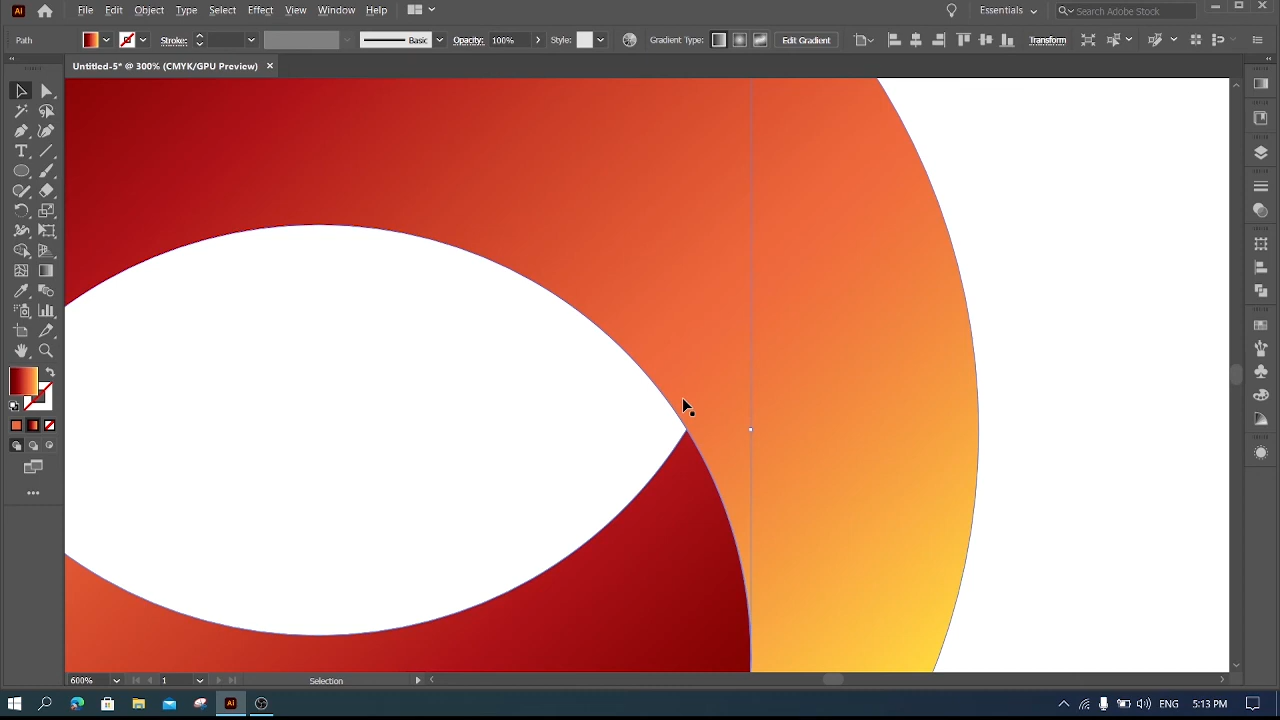 Ai File Edit Object Type Select Effect View Window Help Essentials Search Adobe Stock
Path Stroke: Basic Opacity: 100% Style: Gradient Type: Edit Gradient Transform
Untitled-5* @ 300% (CMYK/GPU Preview)
600% 1 Selection
Ai ENG 5:13 PM